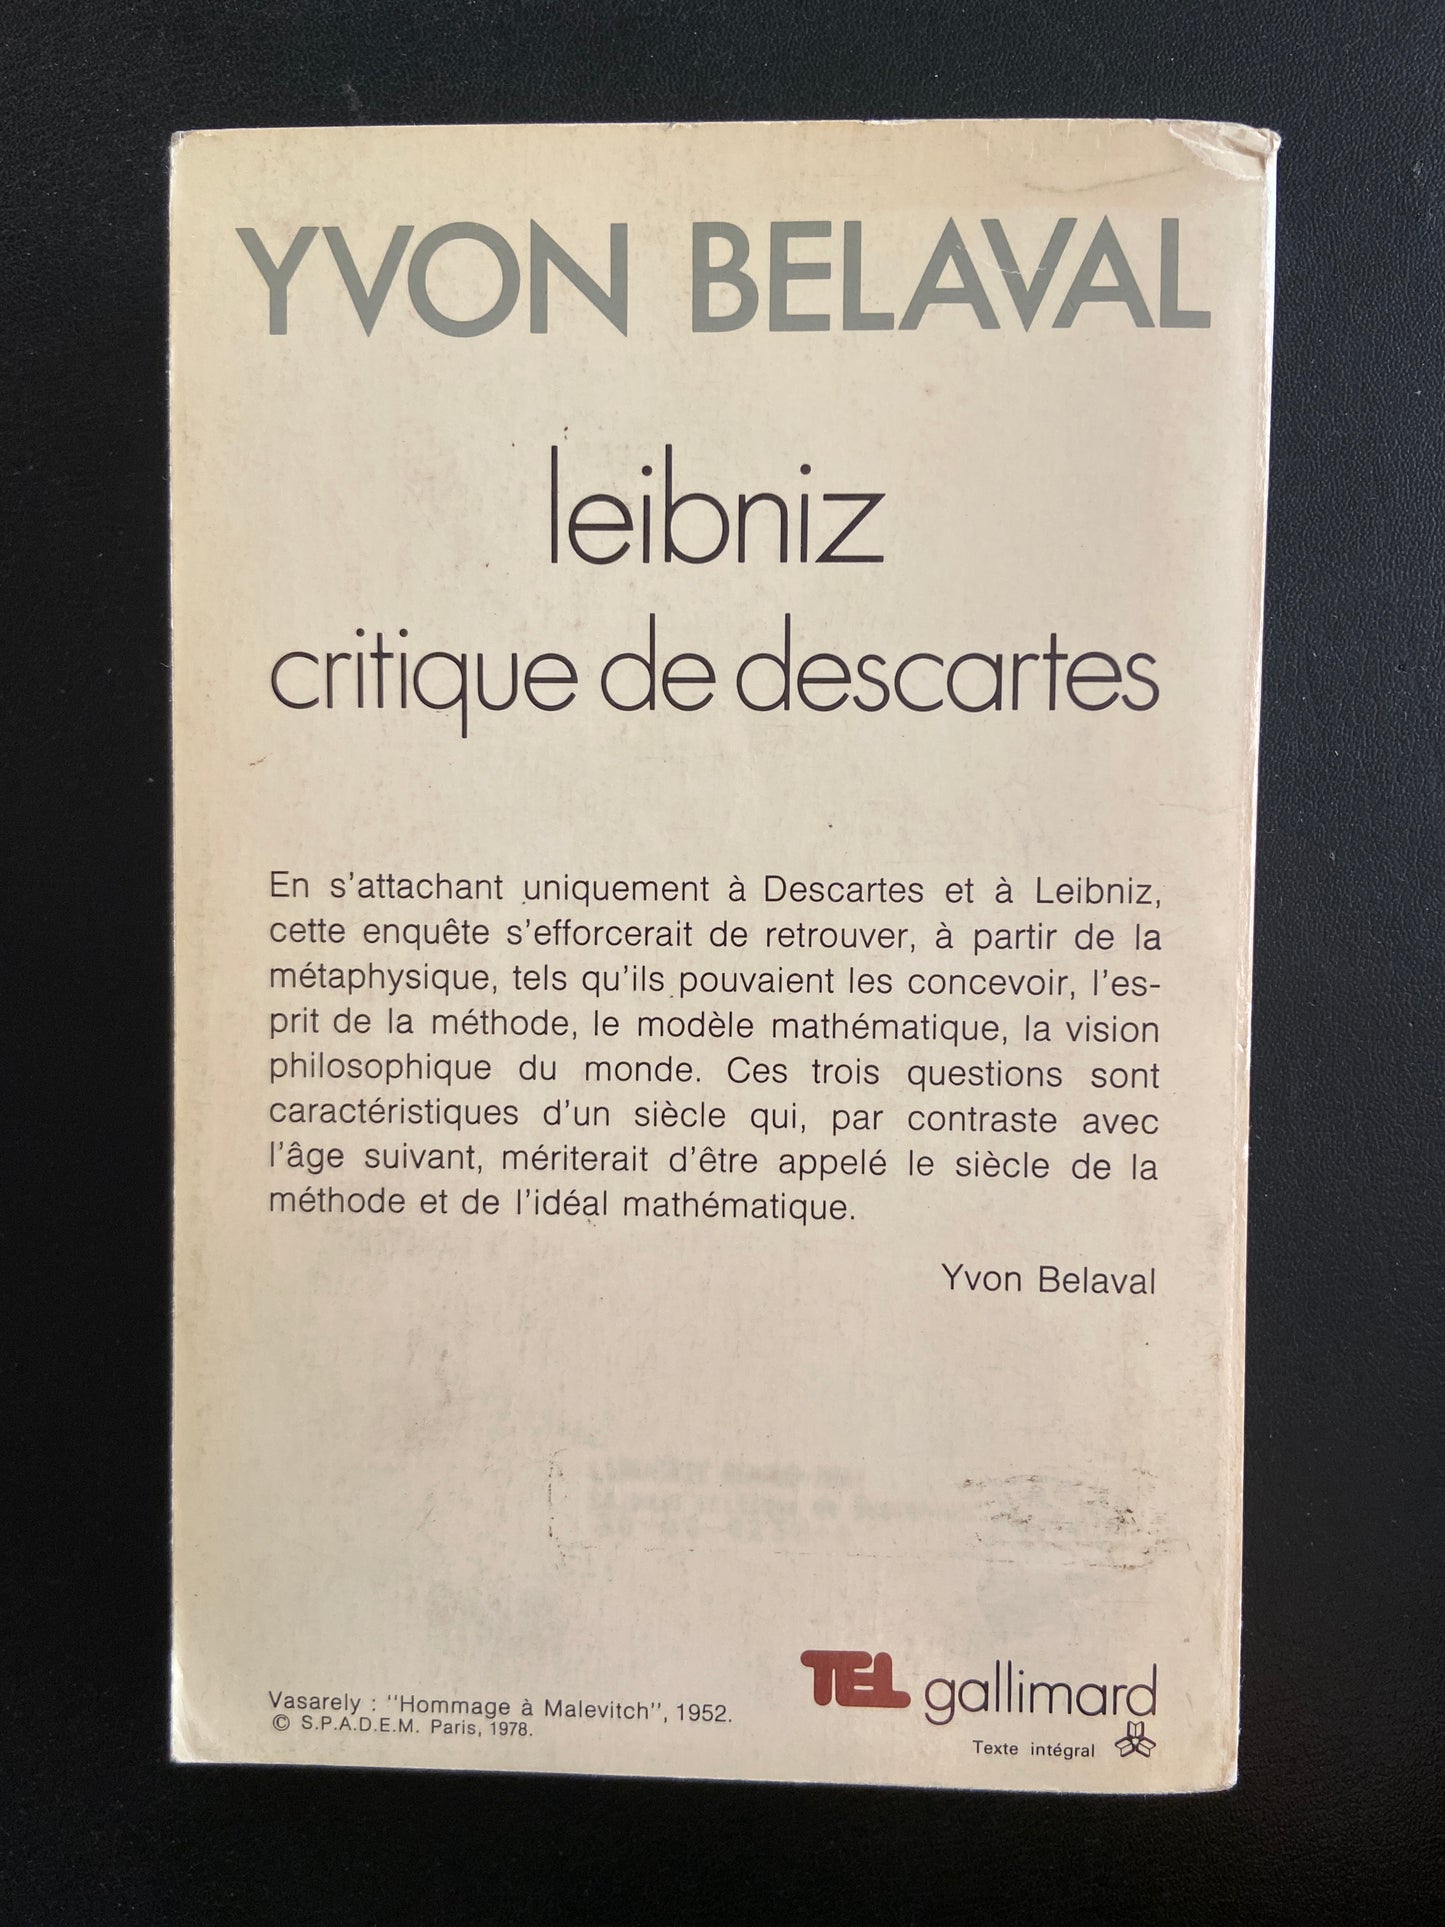 YVON BELAVAL
leibniz
critique de descartes
En s'attachant uniquement à Descartes et à Leibniz,
cette enquête s'efforcerait de retrouver, à partir de la
métaphysique, tels qu'ils pouvaient les concevoir, l'es-
prit de la méthode, le modèle mathématique, la vision
philosophique du monde. Ces trois questions sont
caractéristiques d'un siècle qui, par contraste avec
l'âge suivant, mériterait d'être appelé le siècle de la
méthode et de l'idéal mathématique.
Yvon Belaval
Vasarely : "Hommage à Malevitch", 1952.
© S.P.A.D.E.M. Paris, 1978.
TEL gallimard
Texte intégral